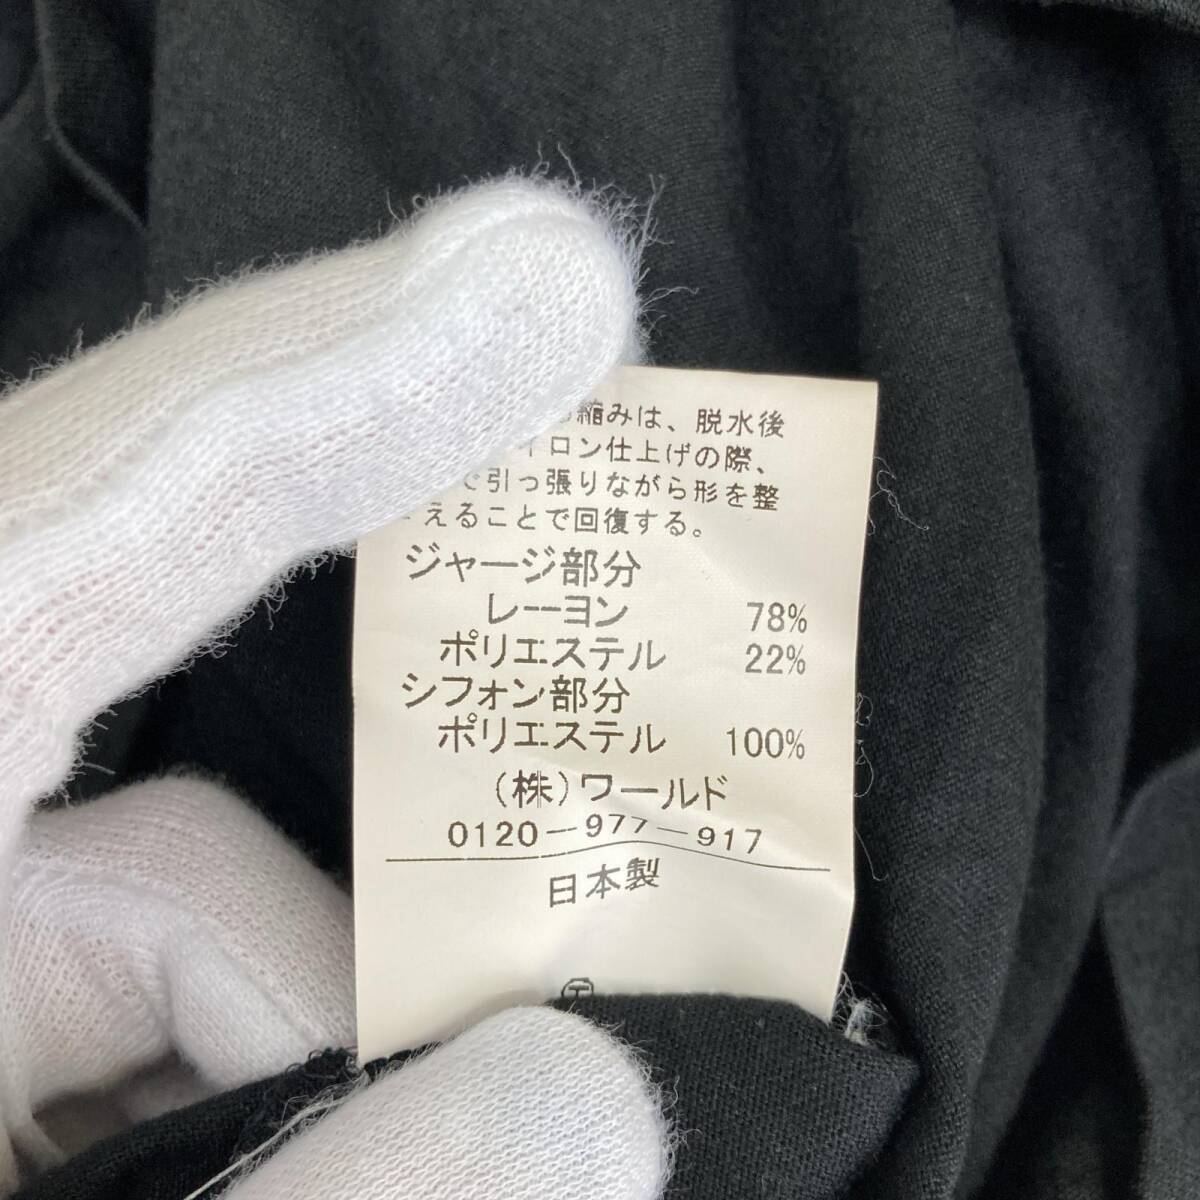 縮みは、脱水後
イロン仕上げの際、
で引っ張りながら形を整
えることで回復する。
ジャージ部分
レーヨン 78%
ポリエステル 22%
シフォン部分
ポリエステル 100%
(株)ワールド
0120-977-917
日本製
Ⓣ